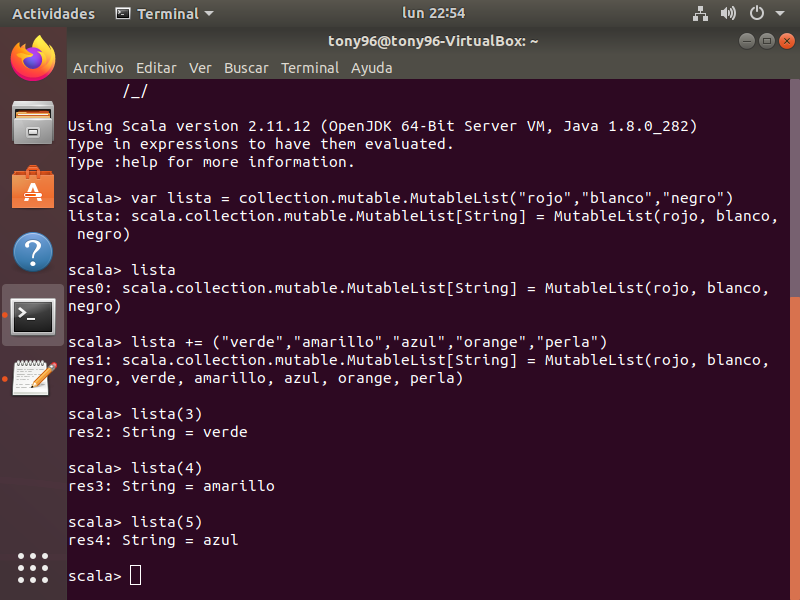 Actividades Terminal lun 22:54
tony96@tony96-VirtualBox: ~
Archivo Editar Ver Buscar Terminal Ayuda
/_/
Using Scala version 2.11.12 (OpenJDK 64-Bit Server VM, Java 1.8.0_282)
Type in expressions to have them evaluated.
Type :help for more information.
scala> var lista = collection.mutable.MutableList("rojo","blanco","negro")
lista: scala.collection.mutable.MutableList[String] = MutableList(rojo, blanco,
negro)
scala> lista
res0: scala.collection.mutable.MutableList[String] = MutableList(rojo, blanco,
negro)
scala> lista += ("verde","amarillo","azul","orange","perla")
res1: scala.collection.mutable.MutableList[String] = MutableList(rojo, blanco,
negro, verde, amarillo, azul, orange, perla)
scala> lista(3)
res2: String = verde
scala> lista(4)
res3: String = amarillo
scala> lista(5)
res4: String = azul
scala>